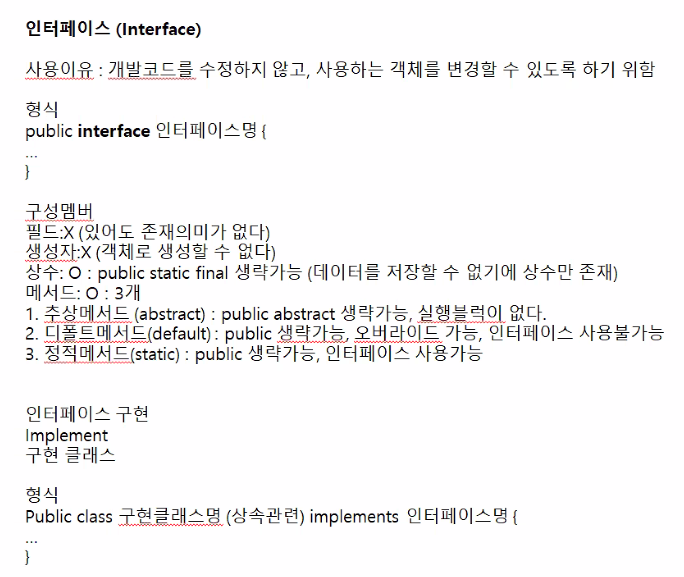 인터페이스 (Interface)
사용이유 : 개발코드를 수정하지 않고, 사용하는 객체를 변경할 수 있도록 하기 위함
형식
public interface 인터페이스명 {
...
}
구성멤버
필드:X (있어도 존재의미가 없다)
생성자:X (객체로 생성할 수 없다)
상수: O : public static final 생략가능 (데이터를 저장할 수 없기에 상수만 존재)
메서드: O : 3개
1. 추상메서드 (abstract) : public abstract 생략가능, 실행블럭이 없다.
2. 디폴트메서드(default) : public 생략가능, 오버라이드 가능, 인터페이스 사용불가능
3. 정적메서드(static) : public 생략가능, 인터페이스 사용가능
인터페이스 구현
Implement
구현 클래스
형식
Public class 구현클래스명 (상속관련) implements 인터페이스명 {
...
}